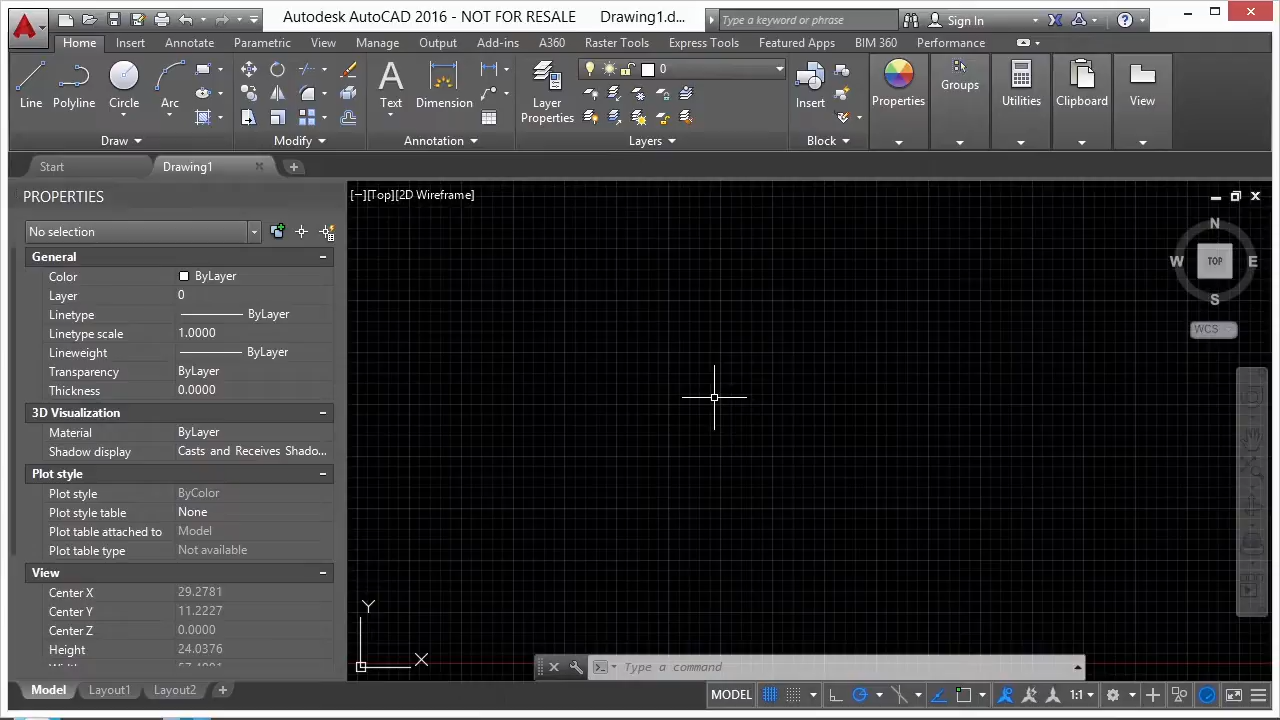 Autodesk AutoCAD 2016 - NOT FOR RESALE Drawing1.d...
Type a keyword or phrase
Sign In
Home Insert Annotate Parametric View Manage Output Add-ins A360 Raster Tools Express Tools Featured Apps BIM 360 Performance
0
Line Polyline Circle Arc
Text Dimension
Layer
Properties
Insert
Properties Groups Utilities Clipboard View
Draw Modify Annotation Layers Block
Start Drawing1
PROPERTIES
[−][Top][2D Wireframe]
No selection
General
Color ByLayer
Layer 0
Linetype ByLayer
Linetype scale 1.0000
Lineweight ByLayer
Transparency ByLayer
Thickness 0.0000
3D Visualization
Material ByLayer
Shadow display Casts and Receives Shado...
Plot style
Plot style ByColor
Plot style table None
Plot table attached to Model
Plot table type Not available
View
Center X 29.2781
Center Y 11.2227
Center Z 0.0000
Height 24.0376
N
W TOP E
S
WCS
Y
X
Type a command
Model Layout1 Layout2
MODEL
1:1